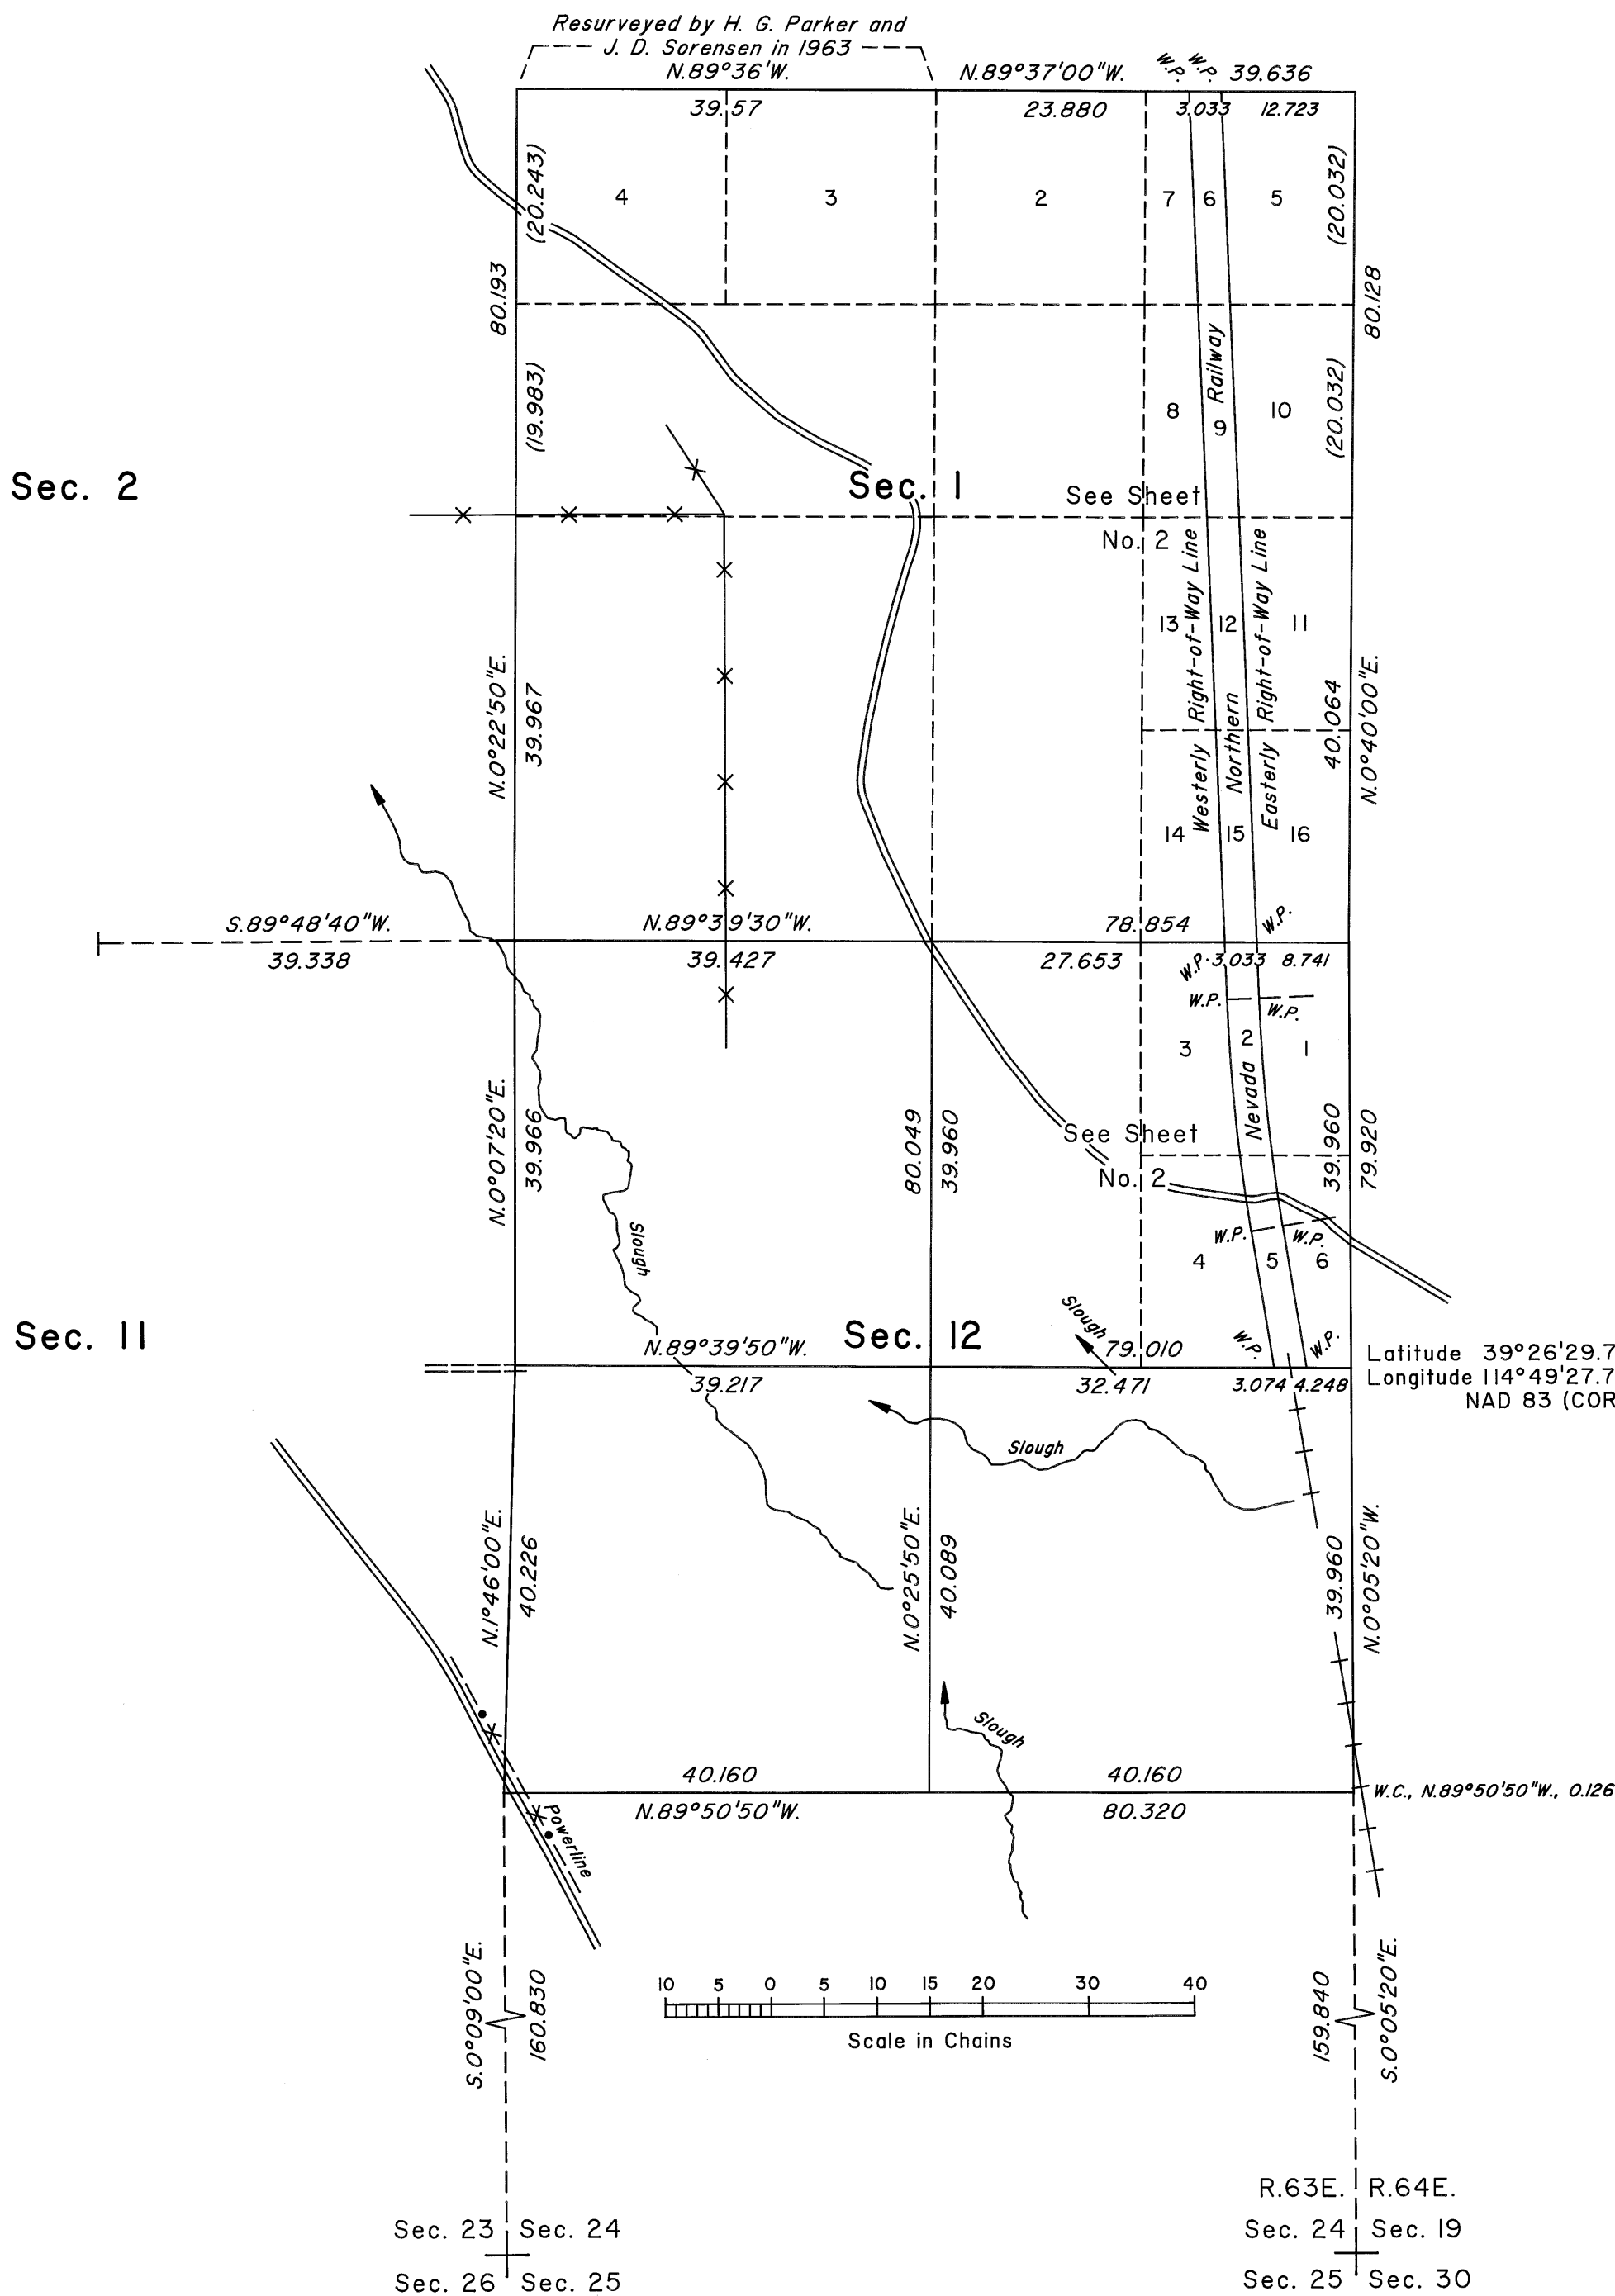 Resurveyed by H. G. Parker and
J. D. Sorensen in 1963
N.89°36'W.
N.89°37'00"W.
W.P.
W.P.
39.636
39.57
23.880
3.033
12.723
(20.243)
4
3
2
7
6
5
(20.032)
80.193
80.128
(19.983)
8
9
Railway
10
(20.032)
Sec. 2
Sec. 1
See Sheet
No. 2
N.0°22'50"E.
39.967
13
Westerly Right-of-Way Line
12
Northern
Easterly Right-of-Way Line
11
40.064
N.0°40'00"E.
14
15
16
S.89°48'40"W.
N.89°39'30"W.
78.854
W.P.
39.338
39.427
27.653
W.P.
3.033
8.741
W.P.
W.P.
3
2
1
Nevada
N.0°07'20"E.
39.966
80.049
39.960
39.960
79.920
See Sheet
No. 2
Slough
W.P.
W.P.
4
5
6
Slough
Sec. 11
Sec. 12
N.89°39'50"W.
79.010
W.P.
W.P.
Latitude 39°26'29.7
Longitude 114°49'27.7
NAD 83 (COR
39.217
32.471
3.074
4.248
Slough
N.1°46'00"E.
40.226
N.0°25'50"E.
40.089
39.960
N.0°05'20"W.
Slough
40.160
40.160
N.89°50'50"W.
80.320
W.C., N.89°50'50"W., 0.126
Powerline
S.0°09'00"E.
160.830
10 5 0 5 10 15 20 30 40
Scale in Chains
159.840
S.0°05'20"E.
R.63E. R.64E.
Sec. 23 Sec. 24
Sec. 24 Sec. 19
Sec. 26 Sec. 25
Sec. 25 Sec. 30